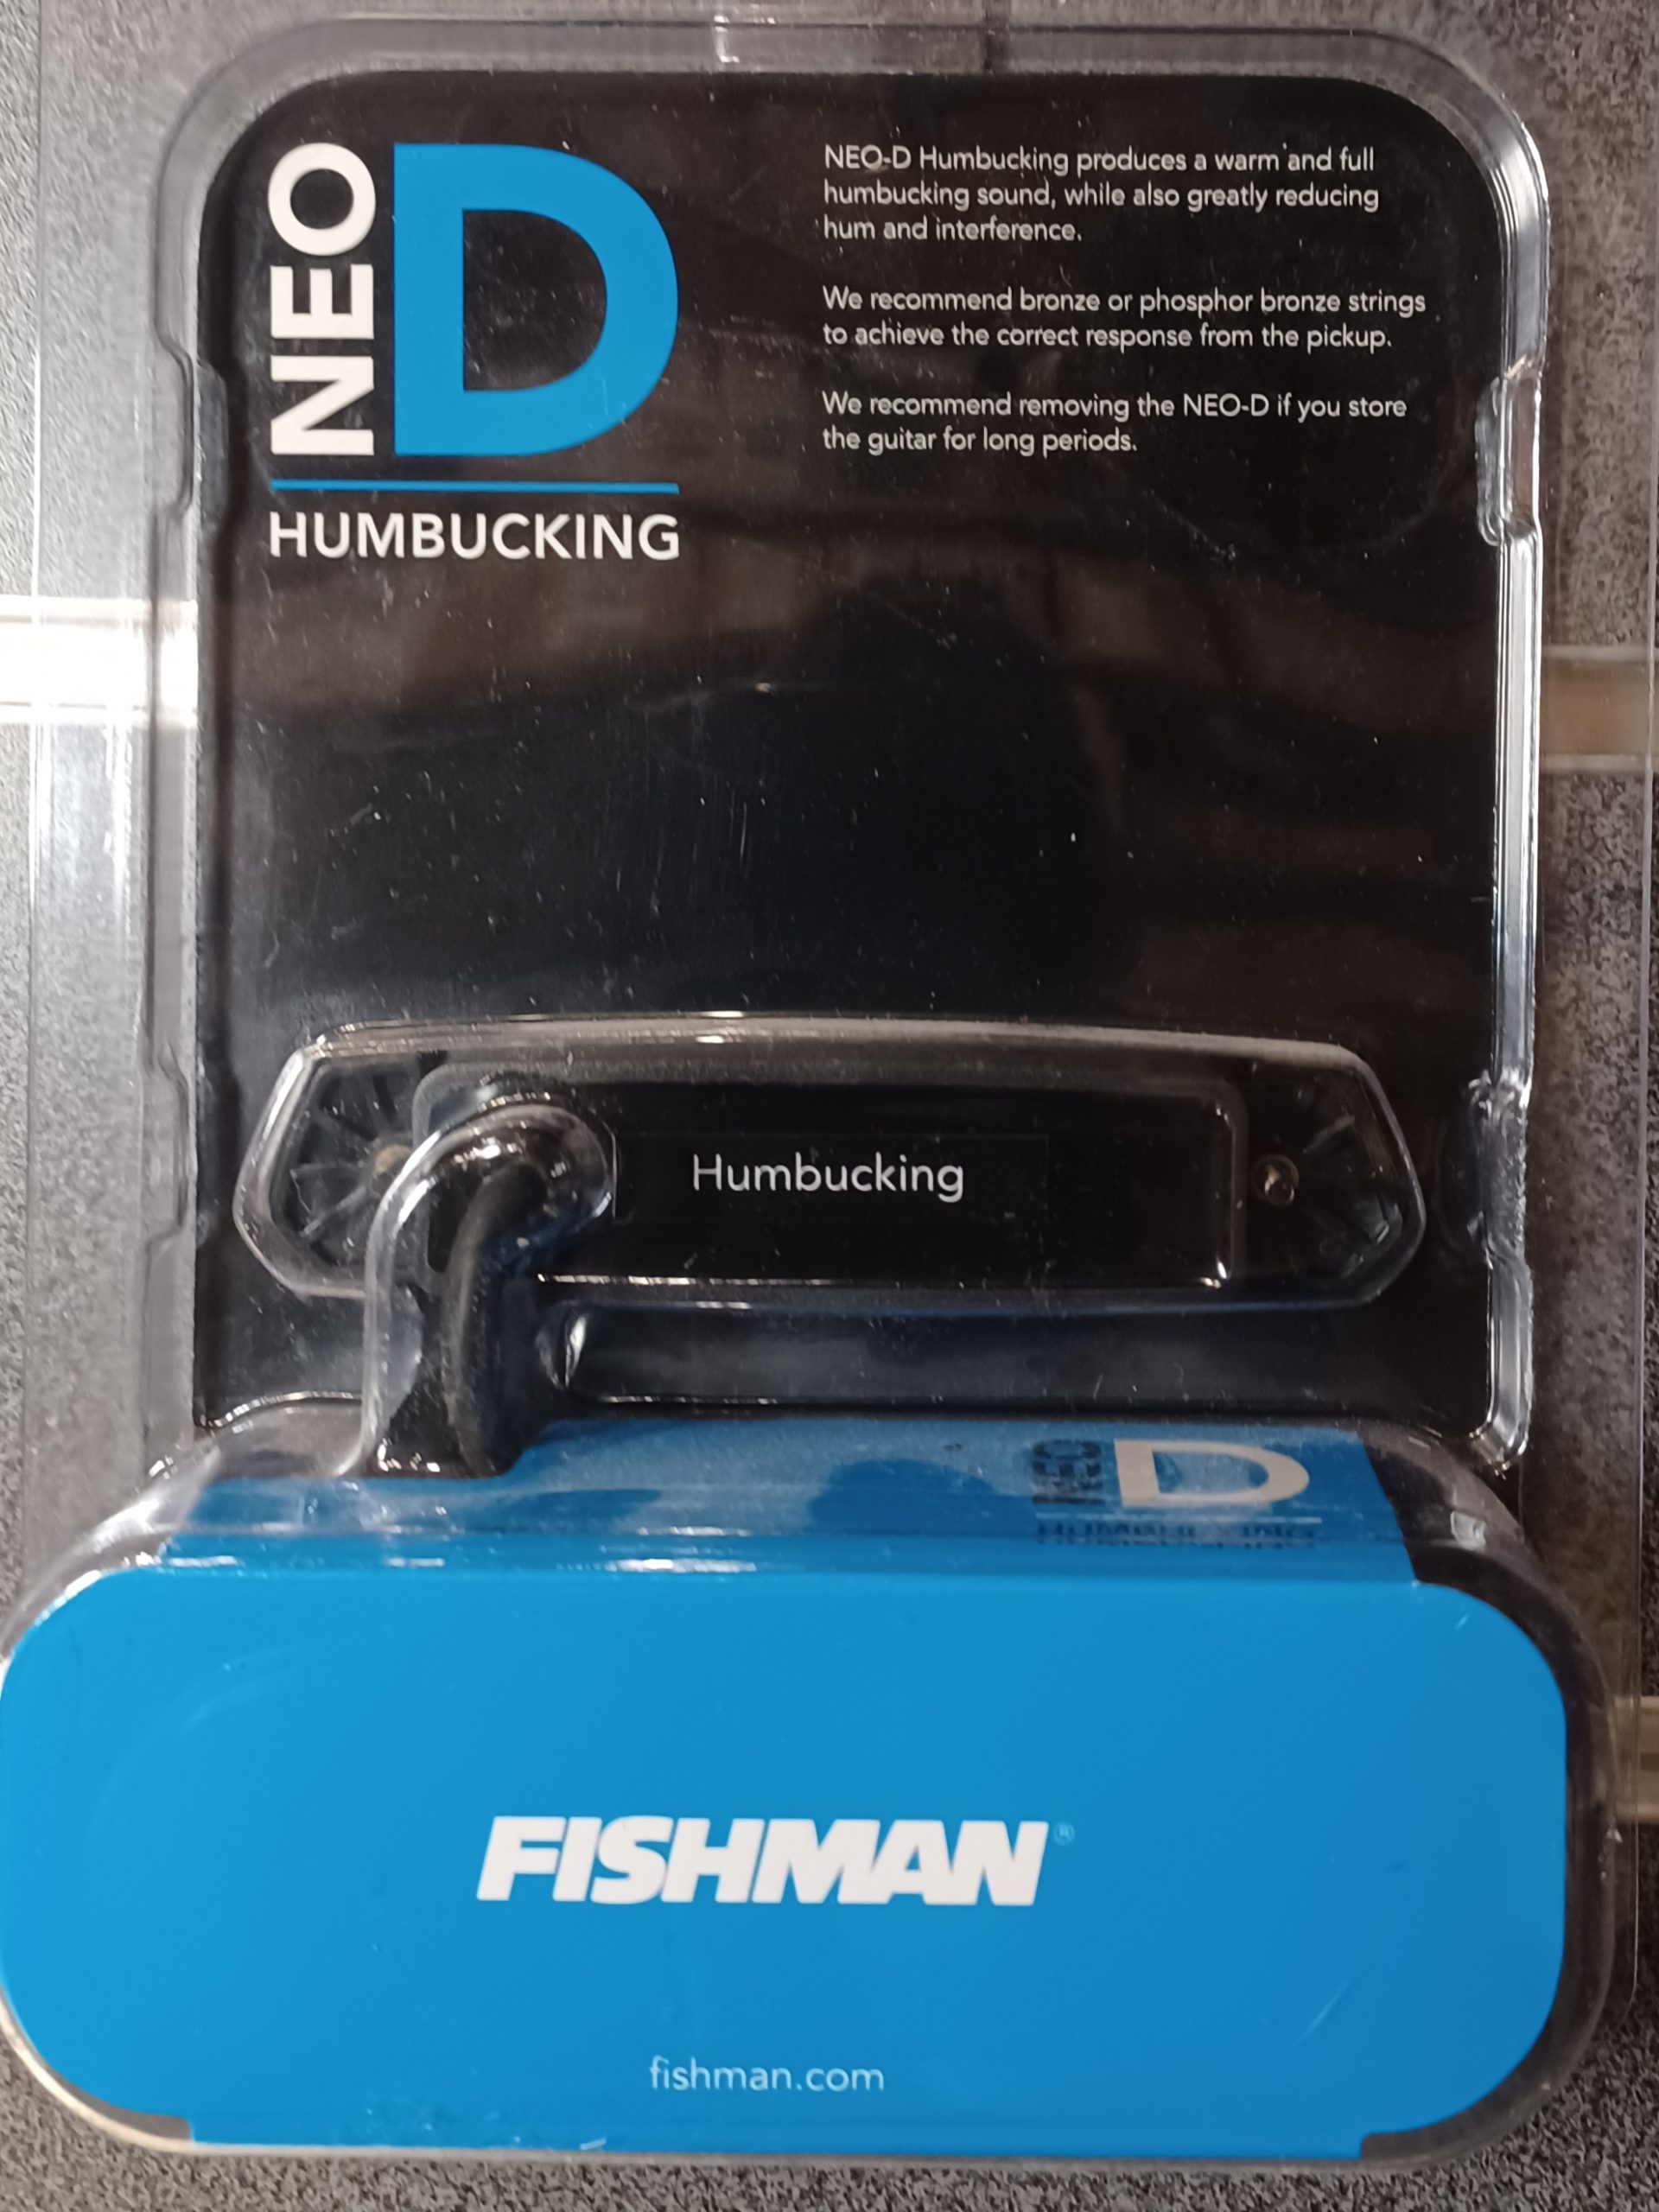 NEO D
HUMBUCKING
NEO-D Humbucking produces a warm and full
humbucking sound, while also greatly reducing
hum and interference.
We recommend bronze or phosphor bronze strings
to achieve the correct response from the pickup.
We recommend removing the NEO-D if you store
the guitar for long periods.
Humbucking
NEO D
HUMBUCKING
FISHMAN®
fishman.com